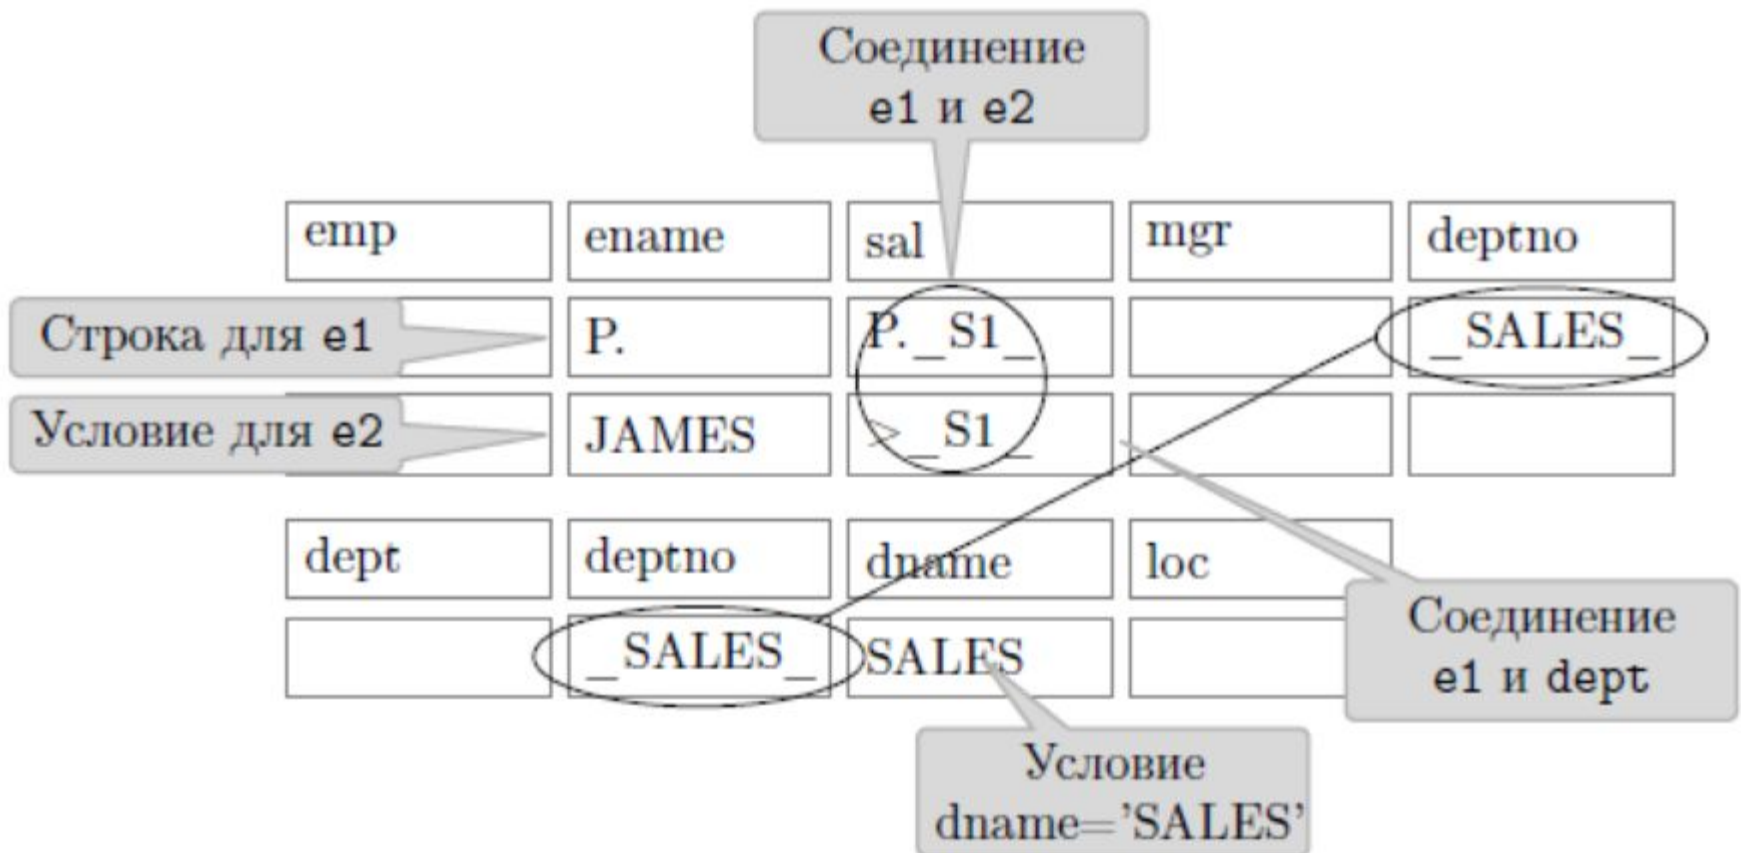 Соединение
e1 и e2
emp ename sal mgr deptno
Строка для e1 P. P._S1_ _SALES_
Условие для e2 JAMES >_S1_
dept deptno dname loc
_SALES_ SALES
Соединение
e1 и dept
Условие
dname='SALES'